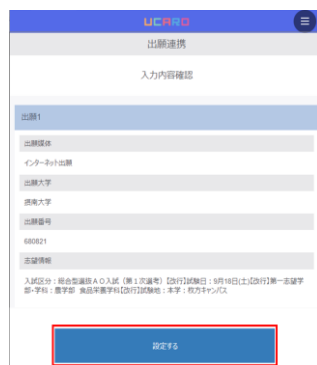 UCARO
出願連携
入力内容確認
出願1
出願媒体
インターネット出願
出願大学
摂南大学
出願番号
680821
志望情報
入試区分：総合型選抜ＡＯ入試（第１次選考）【改行】試験日：9月18日(土)【改行】第一志望学
部・学科：農学部 食品栄養学科【改行】試験地：本学：枚方キャンパス
設定する